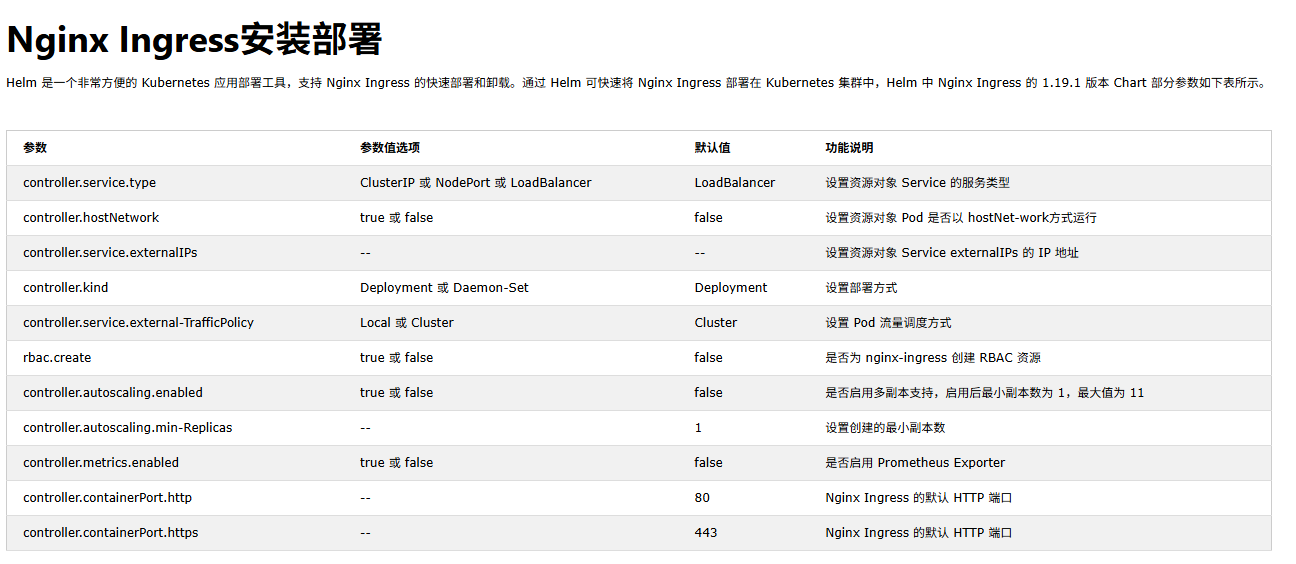 Nginx Ingress安装部署
Helm 是一个非常方便的 Kubernetes 应用部署工具，支持 Nginx Ingress 的快速部署和卸载。通过 Helm 可快速将 Nginx Ingress 部署在 Kubernetes 集群中，Helm 中 Nginx Ingress 的 1.19.1 版本 Chart 部分参数如下表所示。
参数 参数值选项 默认值 功能说明
controller.service.type ClusterIP 或 NodePort 或 LoadBalancer LoadBalancer 设置资源对象 Service 的服务类型
controller.hostNetwork true 或 false false 设置资源对象 Pod 是否以 hostNet-work方式运行
controller.service.externalIPs -- -- 设置资源对象 Service externalIPs 的 IP 地址
controller.kind Deployment 或 Daemon-Set Deployment 设置部署方式
controller.service.external-TrafficPolicy Local 或 Cluster Cluster 设置 Pod 流量调度方式
rbac.create true 或 false false 是否为 nginx-ingress 创建 RBAC 资源
controller.autoscaling.enabled true 或 false false 是否启用多副本支持，启用后最小副本数为 1，最大值为 11
controller.autoscaling.min-Replicas -- 1 设置创建的最小副本数
controller.metrics.enabled true 或 false false 是否启用 Prometheus Exporter
controller.containerPort.http -- 80 Nginx Ingress 的默认 HTTP 端口
controller.containerPort.https -- 443 Nginx Ingress 的默认 HTTP 端口